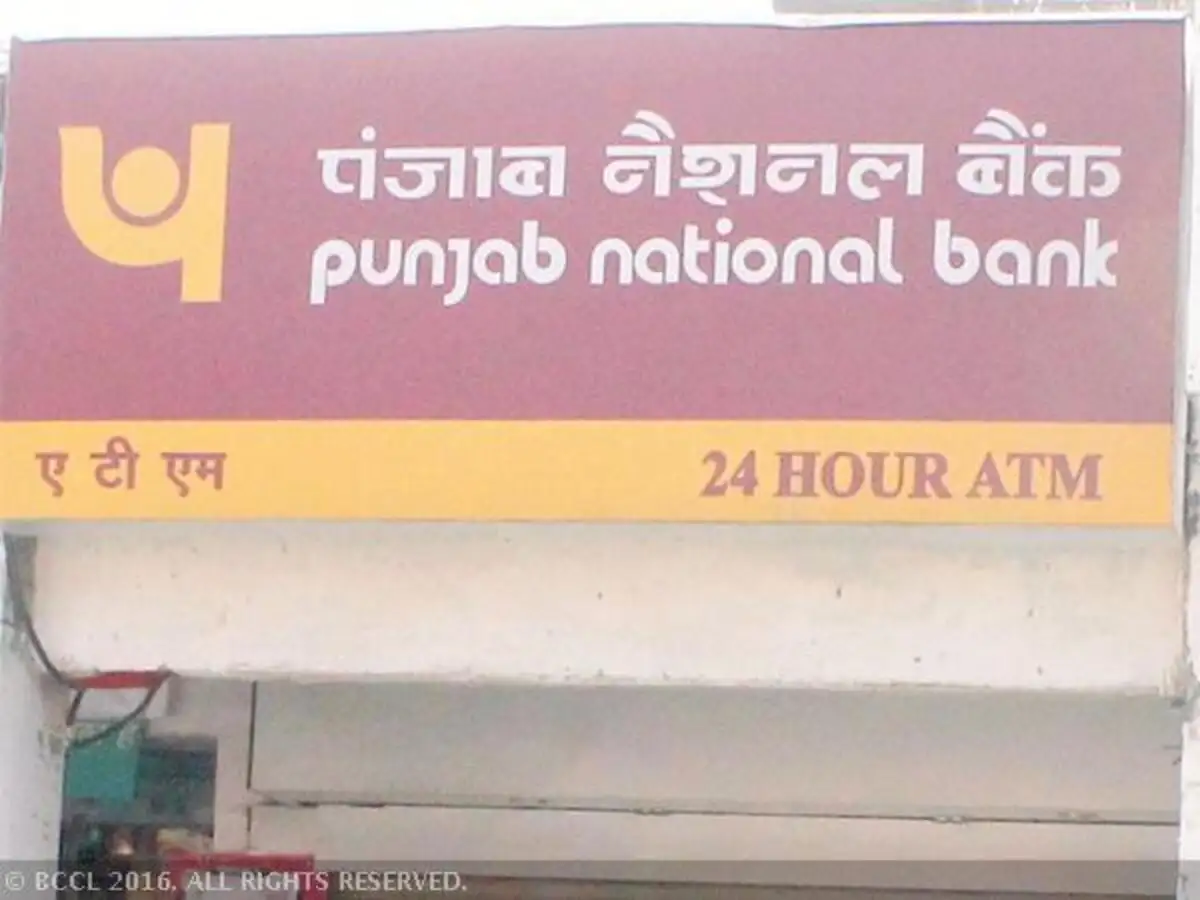 पंजाब नैशनल बैंक
punjab national bank
ए टी एम 24 HOUR ATM
© BCCL 2016. ALL RIGHTS RESERVED.